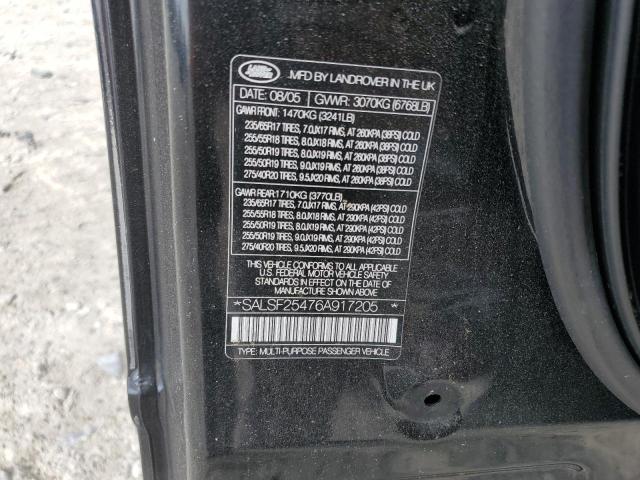 LAND ROVER
MFD BY LANDROVER IN THE UK
DATE: 08/05 GVWR: 3070KG (6768LB)
GAWR FRONT: 1470KG (3241LB)
235/65R17 TIRES, 7.0JX17 RIMS, AT 260KPA (38PSI) COLD
255/55R18 TIRES, 8.0JX18 RIMS, AT 260KPA (38PSI) COLD
255/50R19 TIRES, 8.0JX19 RIMS, AT 260KPA (38PSI) COLD
255/50R19 TIRES, 9.0JX19 RIMS, AT 260KPA (38PSI) COLD
275/40R20 TIRES, 9.5JX20 RIMS, AT 260KPA (38PSI) COLD
GAWR REAR: 1710KG (3770LB)
235/65R17 TIRES, 7.0JX17 RIMS, AT 290KPA (42PSI) COLD
255/55R18 TIRES, 8.0JX18 RIMS, AT 290KPA (42PSI) COLD
255/50R19 TIRES, 8.0JX19 RIMS, AT 290KPA (42PSI) COLD
255/50R19 TIRES, 9.0JX19 RIMS, AT 290KPA (42PSI) COLD
275/40R20 TIRES, 9.5JX20 RIMS, AT 290KPA (42PSI) COLD
THIS VEHICLE CONFORMS TO ALL APPLICABLE
U.S. FEDERAL MOTOR VEHICLE SAFETY
STANDARDS IN EFFECT ON THE DATE OF
MANUFACTURE SHOWN ABOVE
*SALSF25476A917205 *
TYPE: MULTI-PURPOSE PASSENGER VEHICLE